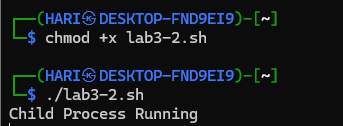 ┌──(HARI㉿DESKTOP-FND9EI9)-[~]
└─$ chmod +x lab3-2.sh
┌──(HARI㉿DESKTOP-FND9EI9)-[~]
└─$ ./lab3-2.sh
Child Process Running